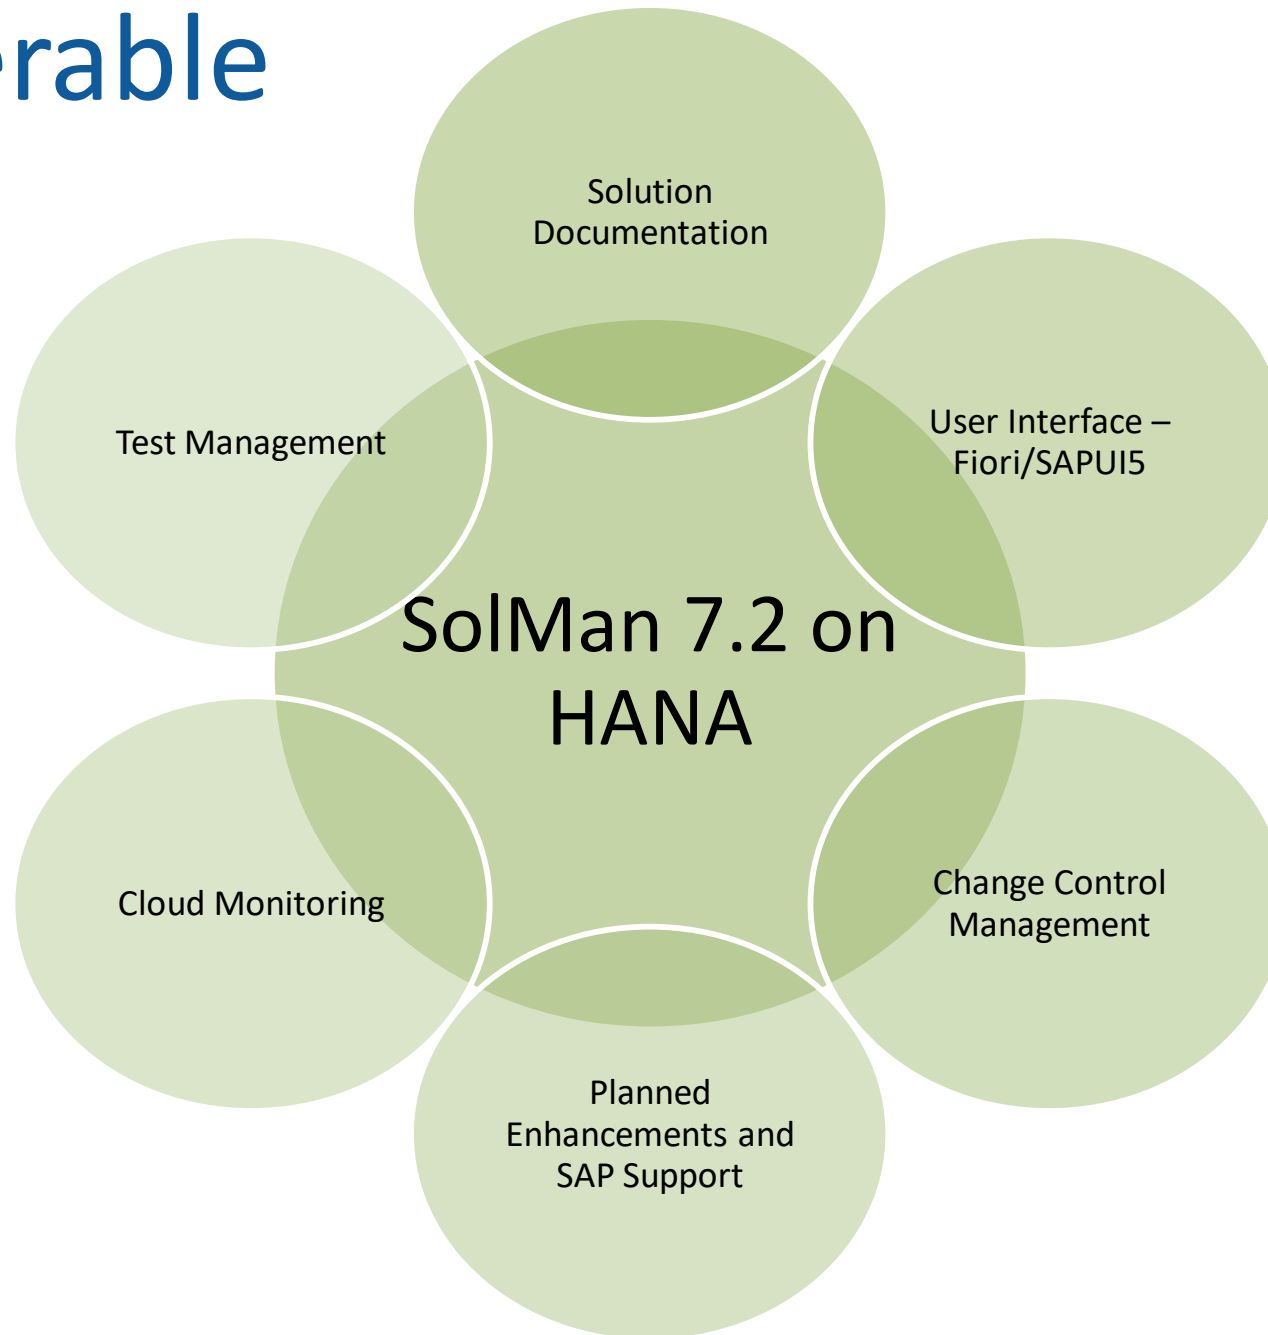 erable
Solution
Documentation
User Interface –
Fiori/SAPUI5
Test Management
SolMan 7.2 on
HANA
Cloud Monitoring
Change Control
Management
Planned
Enhancements and
SAP Support